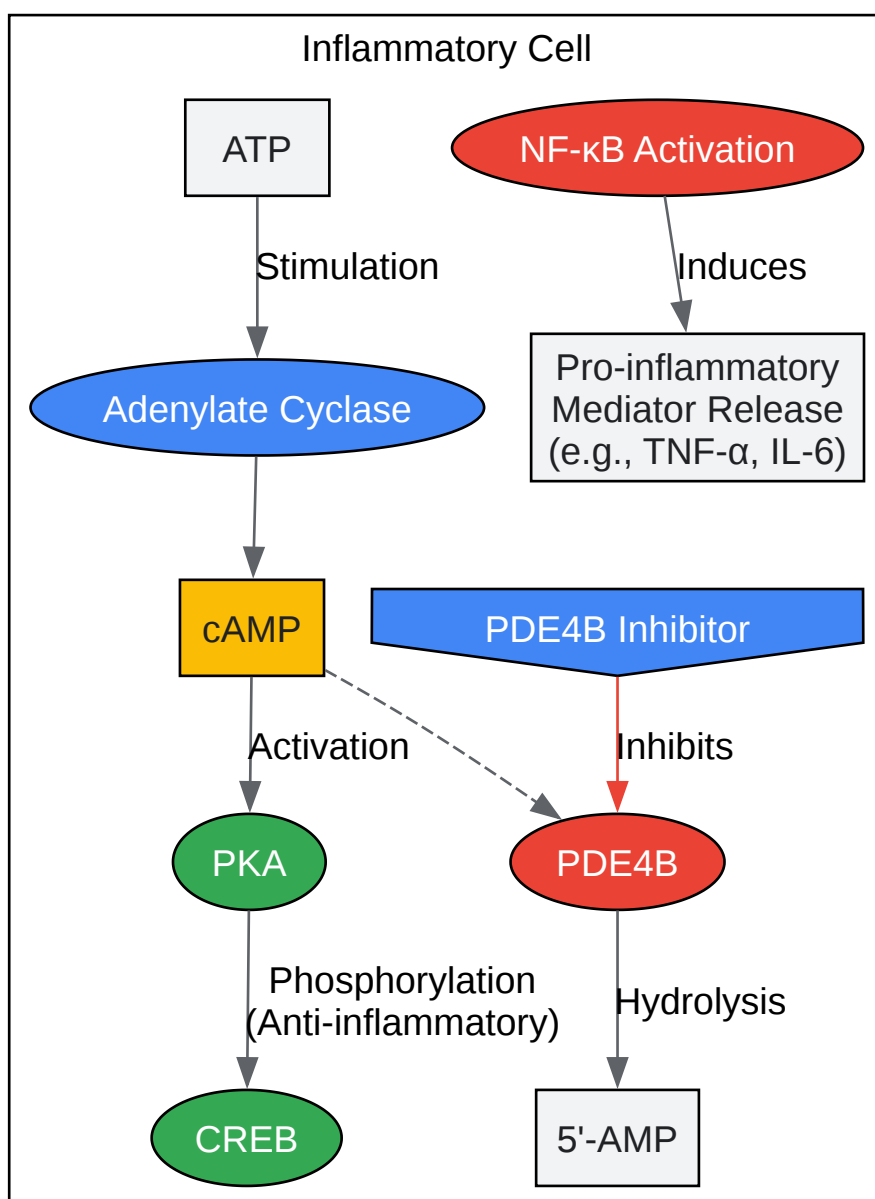 Inflammatory Cell
ATP
NF-κB Activation
Stimulation
Induces
Adenylate Cyclase
Pro-inflammatory
Mediator Release
(e.g., TNF-α, IL-6)
cAMP
PDE4B Inhibitor
Activation
Inhibits
PKA
PDE4B
Phosphorylation
(Anti-inflammatory)
Hydrolysis
CREB
5'-AMP